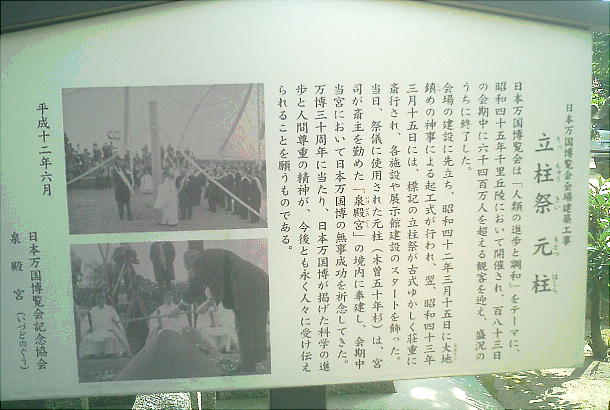 日本万国博覧会会場建築工事
立柱祭 元柱
りっちゅうさい もとつはしら
日本万国博覧会は「人類の進歩と調和」をテーマに、
昭和四十五年千里丘陵において開催され、百八十三日
の会期中に六千四百万人を超える観客を迎え、盛況の
うちに終了した。
会場の建設に先立ち、昭和四十二年三月十五日に大地
鎮めの神事による起工式が行われ、翌、昭和四十三年
三月十五日には、標記の立柱祭が古式ゆかしく荘重に
斎行され、各施設や展示館建設のスタートを飾った。
当日、祭儀に使用された元柱(木曽五十年杉)は、宮
司が斎主を勤めた「泉殿宮」の境内に奉建し、会期中
当宮において日本万国博の無事成功を祈念してきた。
万博三十周年に当たり、日本万国博が掲げた科学の進
歩と人間尊重の精神が、今後とも永く人々に受け伝え
られることを願うものである。
平成十二年六月
日本万国博覧会記念協会
泉殿宮(いづどのぐう)